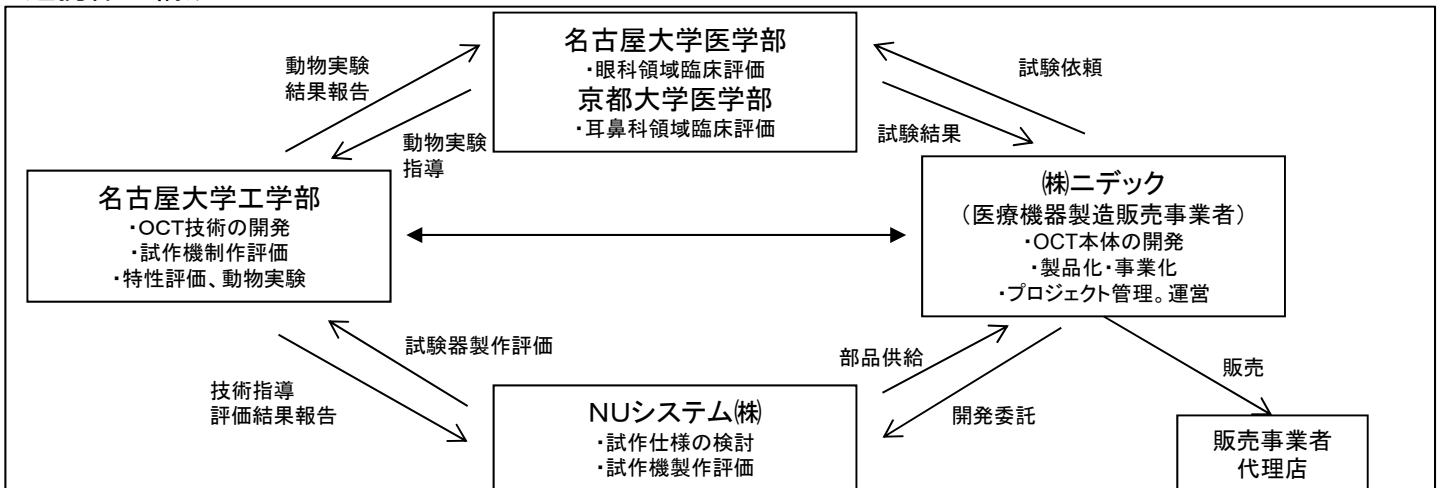 名古屋大学医学部
・眼科領域臨床評価
京都大学医学部
・耳鼻科領域臨床評価
動物実験
結果報告
動物実験
指導
試験依頼
試験結果
名古屋大学工学部
・OCT技術の開発
・試作機制作評価
・特性評価、動物実験
㈱ニデック
（医療機器製造販売事業者）
・OCT本体の開発
・製品化・事業化
・プロジェクト管理。運営
試験器製作評価
技術指導
評価結果報告
部品供給
開発委託
販売
NUシステム㈱
・試作仕様の検討
・試作機製作評価
販売事業者
代理店